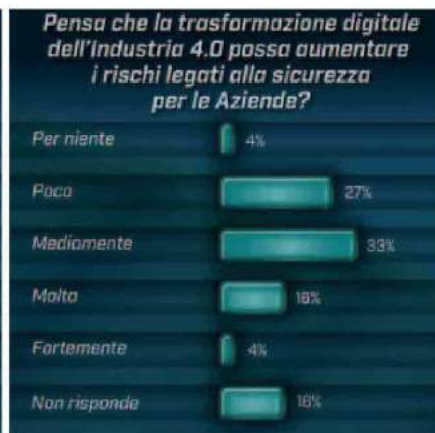 Pensa che la trasformazione digitale
dell'Industria 4.0 possa aumentare
i rischi legati alla sicurezza
per le Aziende?
Per niente 4%
Poco 27%
Mediamente 33%
Molto 16%
Fortemente 4%
Non risponde 16%